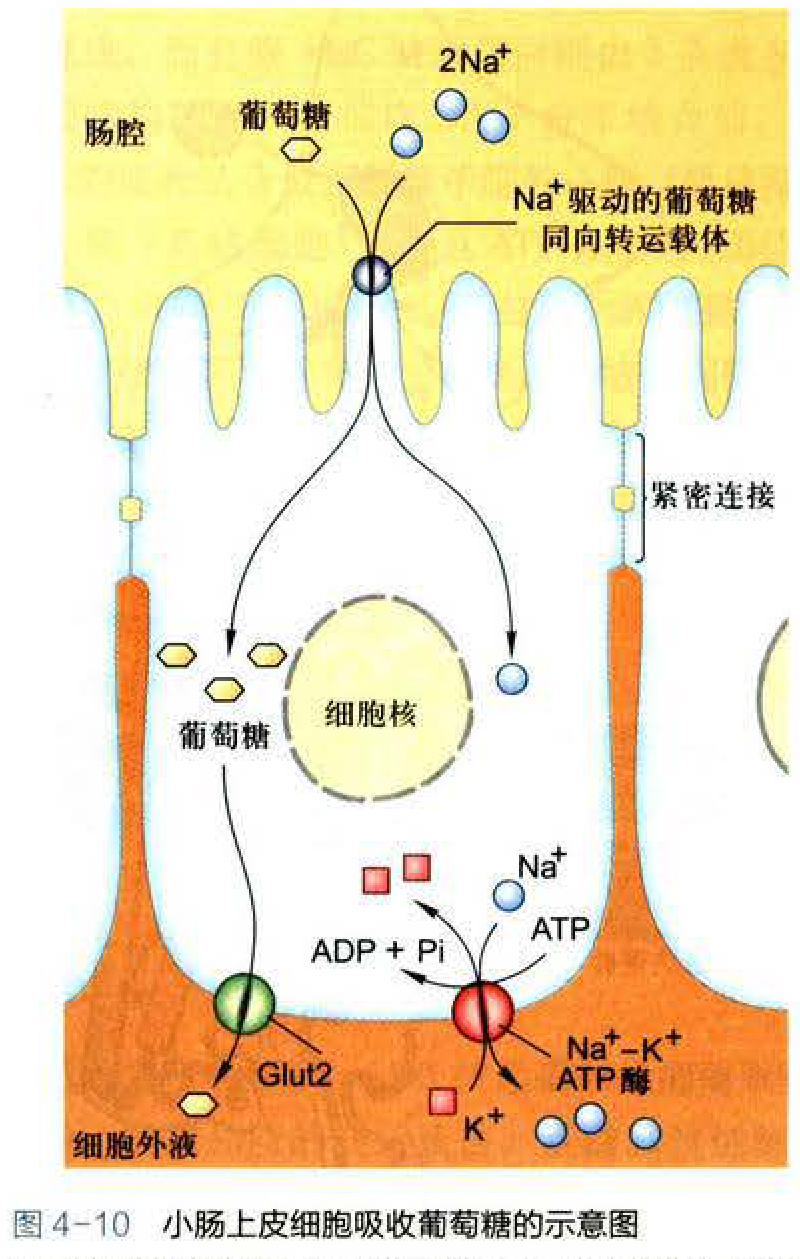 2Na⁺
葡萄糖
肠腔
Na⁺驱动的葡萄糖
同向转运载体
紧密连接
葡萄糖
细胞核
Na⁺
ATP
ADP + Pi
Glut2
Na⁺–K⁺
ATP酶
K⁺
细胞外液
图 4-10 小肠上皮细胞吸收葡萄糖的示意图